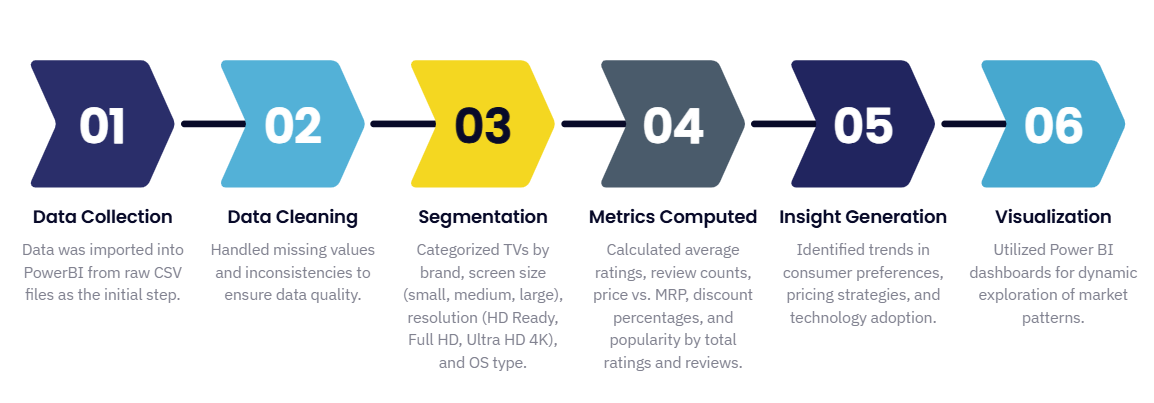 01
02
03
04
05
06
Data Collection
Data was imported into
PowerBI from raw CSV
files as the initial step.
Data Cleaning
Handled missing values
and inconsistencies to
ensure data quality.
Segmentation
Categorized TVs by
brand, screen size
(small, medium, large),
resolution (HD Ready,
Full HD, Ultra HD 4K),
and OS type.
Metrics Computed
Calculated average
ratings, review counts,
price vs. MRP, discount
percentages, and
popularity by total
ratings and reviews.
Insight Generation
Identified trends in
consumer preferences,
pricing strategies, and
technology adoption.
Visualization
Utilized Power BI
dashboards for dynamic
exploration of market
patterns.